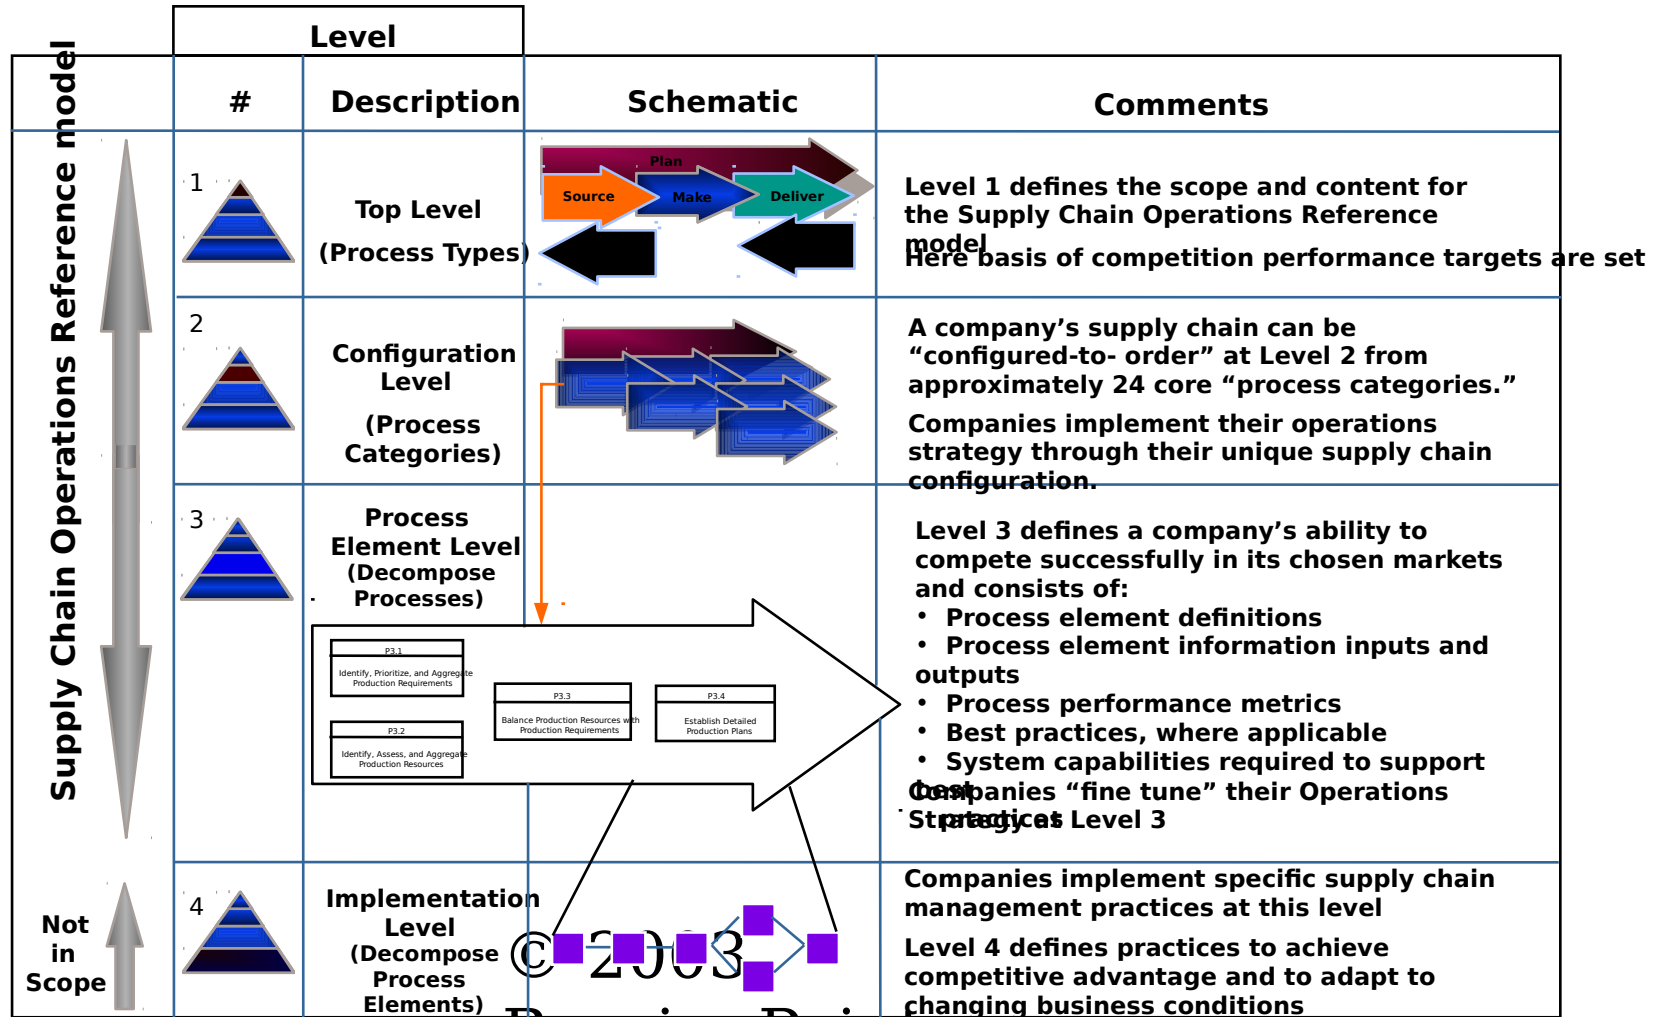 Level
Supply Chain Operations Reference model
#
Description
Schematic
Comments
1
Top Level
(Process Types)
Plan
Source
Make
Deliver
Level 1 defines the scope and content for
the Supply Chain Operations Reference
model
Here basis of competition performance targets are set
2
Configuration
Level
(Process
Categories)
A company’s supply chain can be
“configured-to- order” at Level 2 from
approximately 24 core “process categories.”
Companies implement their operations
strategy through their unique supply chain
configuration.
3
Process
Element Level
(Decompose
Processes)
P3.1
Identify, Prioritize, and Aggregate
Production Requirements
P3.2
Identify, Assess, and Aggregate
Production Resources
P3.3
Balance Production Resources with
Production Requirements
P3.4
Establish Detailed
Production Plans
Level 3 defines a company’s ability to
compete successfully in its chosen markets
and consists of:
• Process element definitions
• Process element information inputs and
outputs
• Process performance metrics
• Best practices, where applicable
• System capabilities required to support
best
practices
Companies “fine tune” their Operations
Strategy at Level 3
Not
in
Scope
4
Implementation
Level
(Decompose
Process
Elements)
© 2003
Companies implement specific supply chain
management practices at this level
Level 4 defines practices to achieve
competitive advantage and to adapt to
changing business conditions